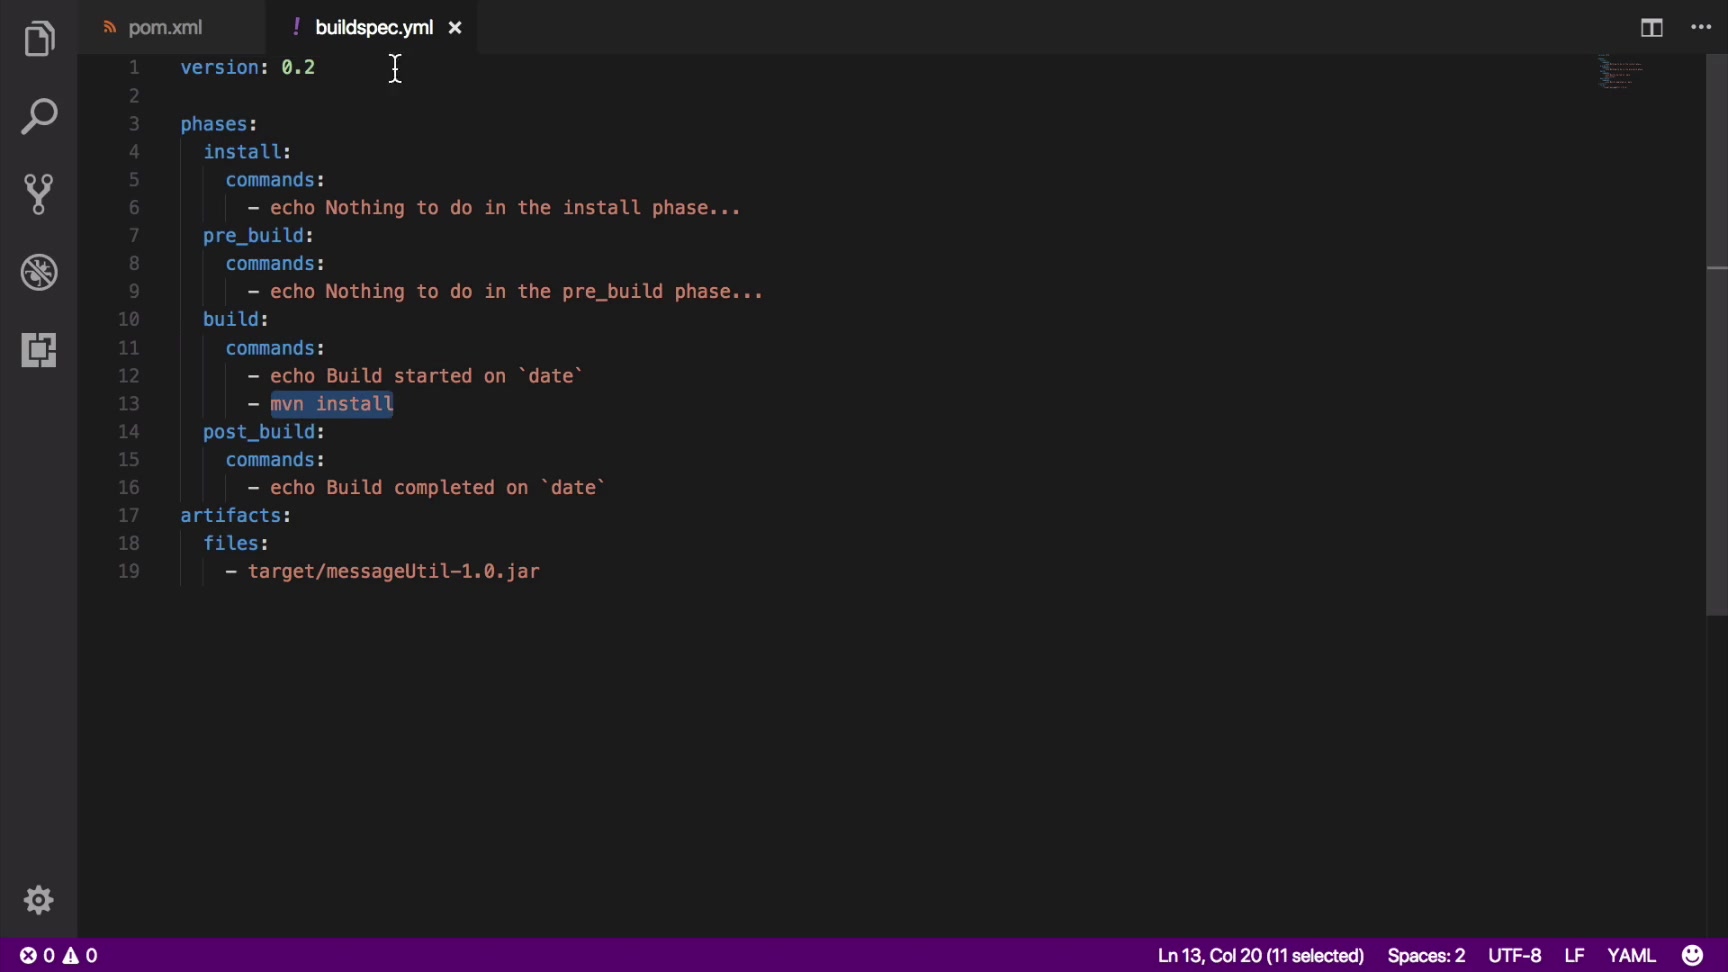 pom.xml
! buildspec.yml ×
1 version: 0.2
2
3 phases:
4 install:
5 commands:
6 - echo Nothing to do in the install phase...
7 pre_build:
8 commands:
9 - echo Nothing to do in the pre_build phase...
10 build:
11 commands:
12 - echo Build started on `date`
13 - mvn install
14 post_build:
15 commands:
16 - echo Build completed on `date`
17 artifacts:
18 files:
19 - target/messageUtil-1.0.jar
0 0 Ln 13, Col 20 (11 selected) Spaces: 2 UTF-8 LF YAML